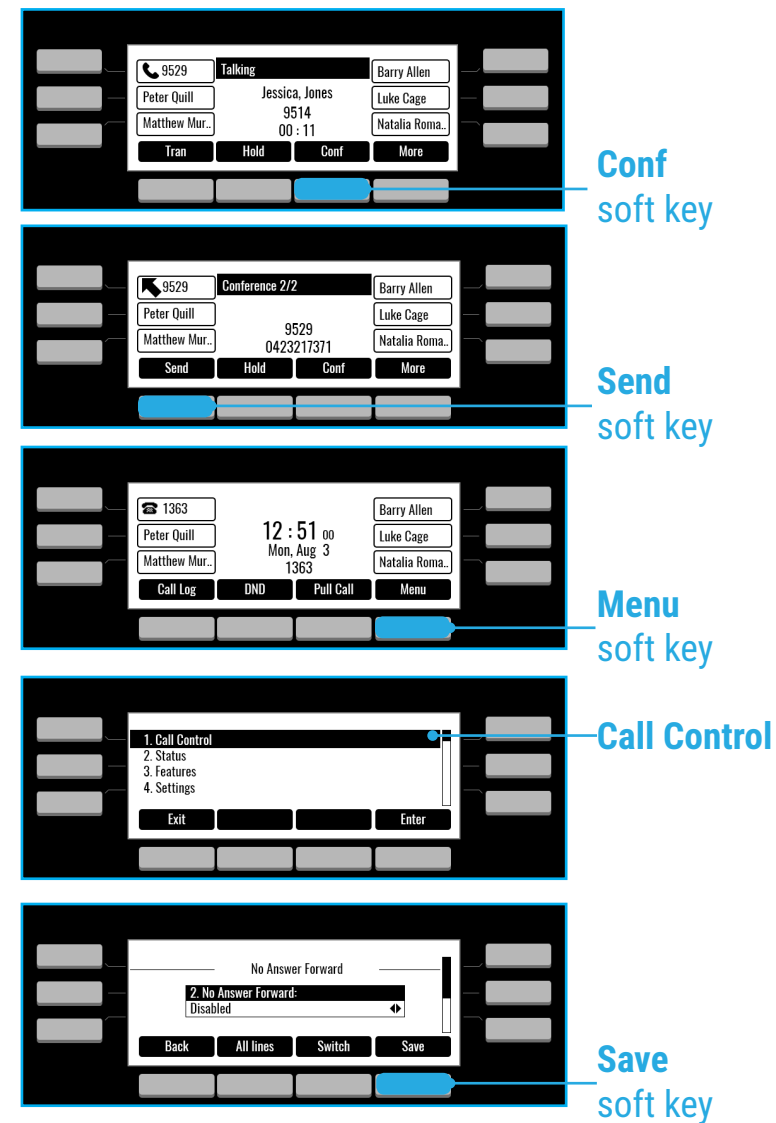 9529
Talking
Barry Allen
Peter Quill
Jessica, Jones
Luke Cage
9514
Matthew Mur..
00 : 11
Natalia Roma..
Tran
Hold
Conf
More
Conf
soft key
9529
Conference 2/2
Barry Allen
Peter Quill
Luke Cage
9529
Matthew Mur..
0423217371
Natalia Roma..
Send
Hold
Conf
More
Send
soft key
1363
Barry Allen
Peter Quill
12 : 51 00
Luke Cage
Mon, Aug 3
Matthew Mur..
1363
Natalia Roma..
Call Log
DND
Pull Call
Menu
Menu
soft key
1. Call Control
2. Status
3. Features
4. Settings
Exit
Enter
Call Control
No Answer Forward
2. No Answer Forward:
Disabled
Back
All lines
Switch
Save
Save
soft key